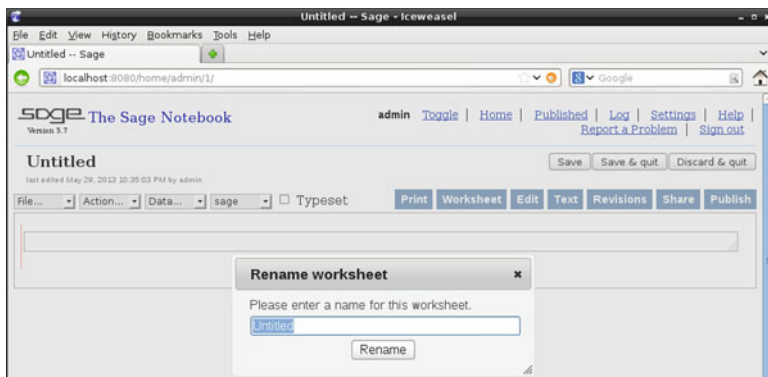 Untitled -- Sage - Iceweasel
File Edit View History Bookmarks Tools Help
Untitled -- Sage
localhost:8080/home/admin/1/
Google
sage The Sage Notebook
Version 5.7
admin Toggle | Home | Published | Log | Settings | Help |
Report a Problem | Sign out
Untitled
Save Save & quit Discard & quit
last edited May 29, 2013 10:35:03 PM by admin
File... Action... Data... sage Typeset Print Worksheet Edit Text Revisions Share Publish
Rename worksheet
Please enter a name for this worksheet.
Untitled
Rename